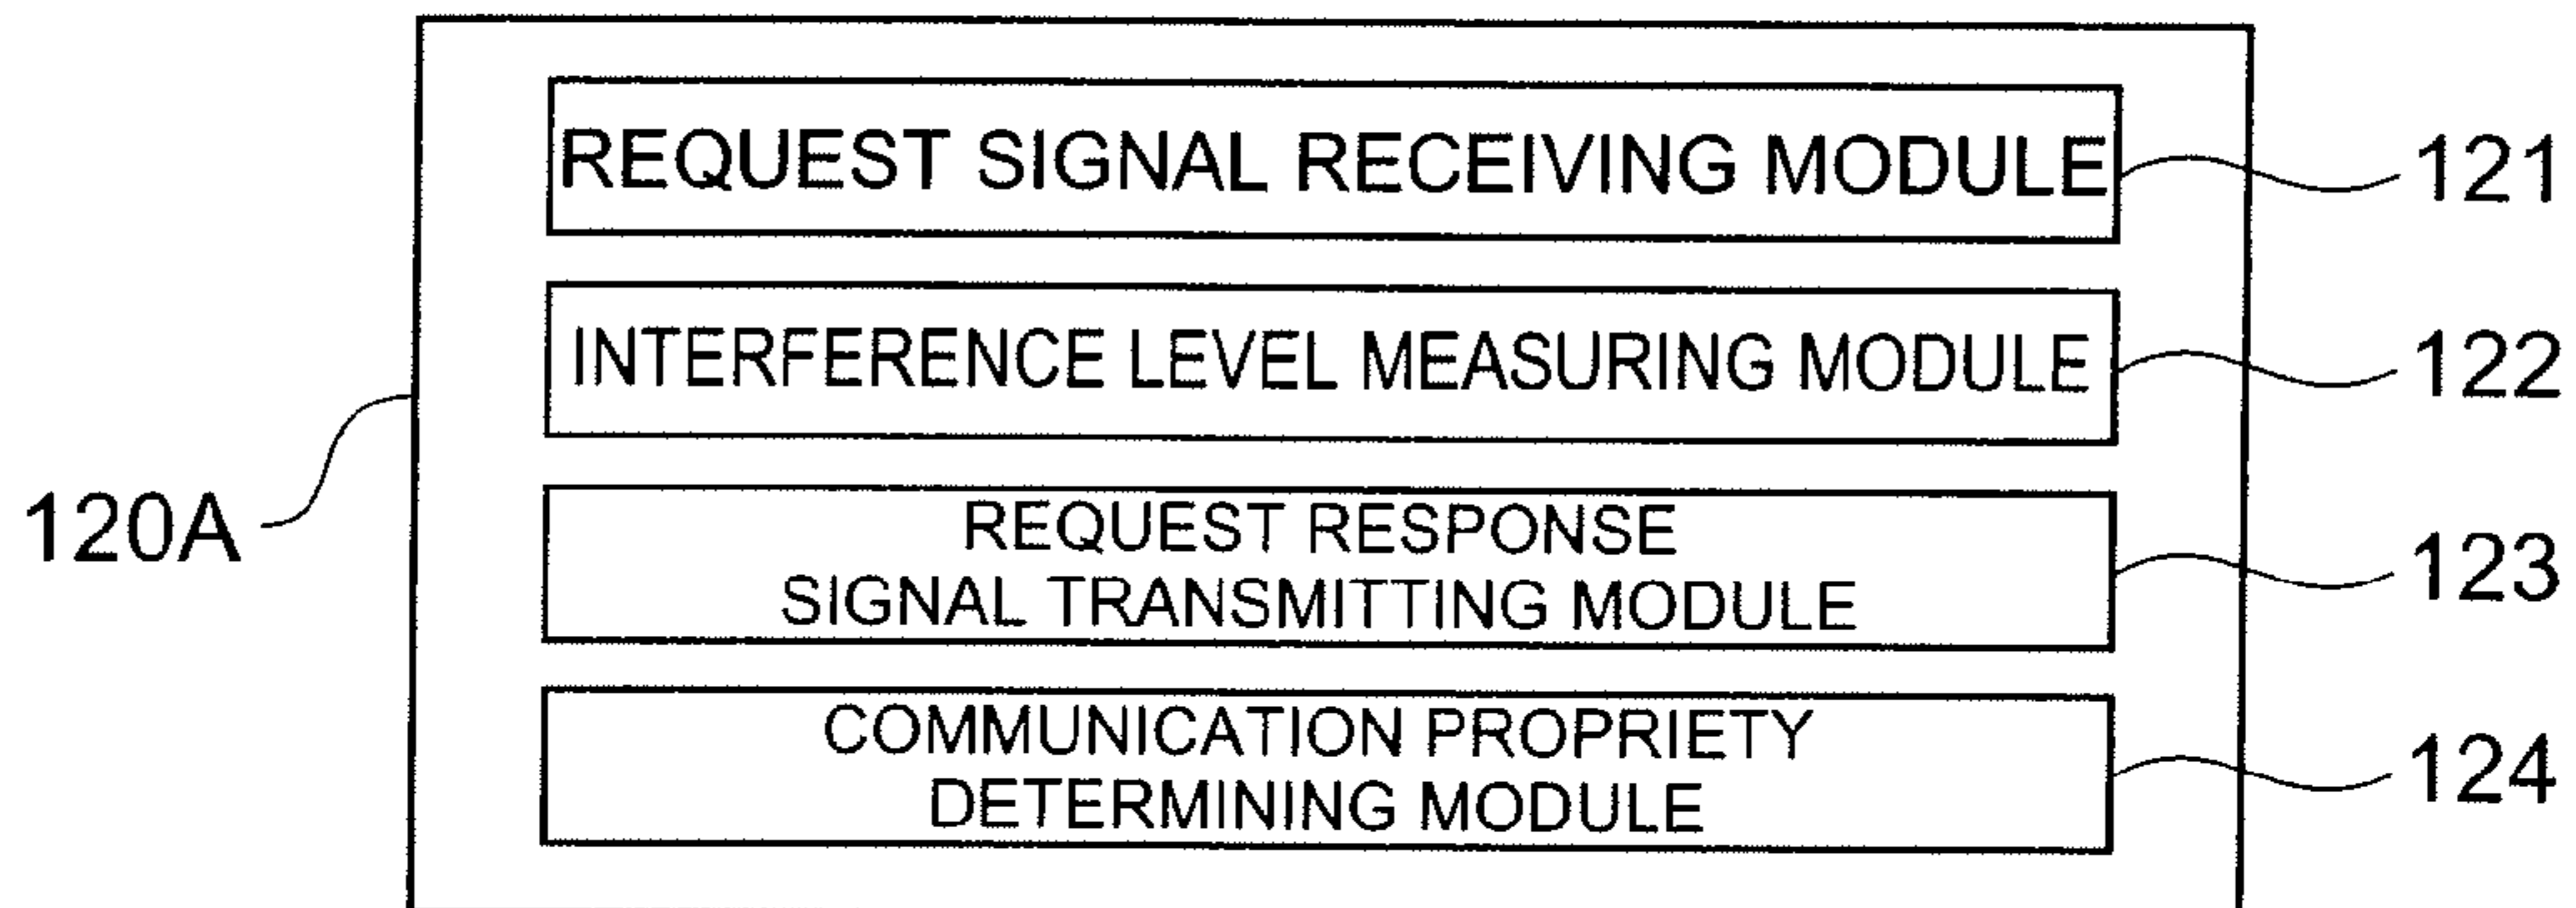 REQUEST SIGNAL RECEIVING MODULE
121
INTERFERENCE LEVEL MEASURING MODULE
122
120A
REQUEST RESPONSE
SIGNAL TRANSMITTING MODULE
123
COMMUNICATION PROPRIETY
DETERMINING MODULE
124